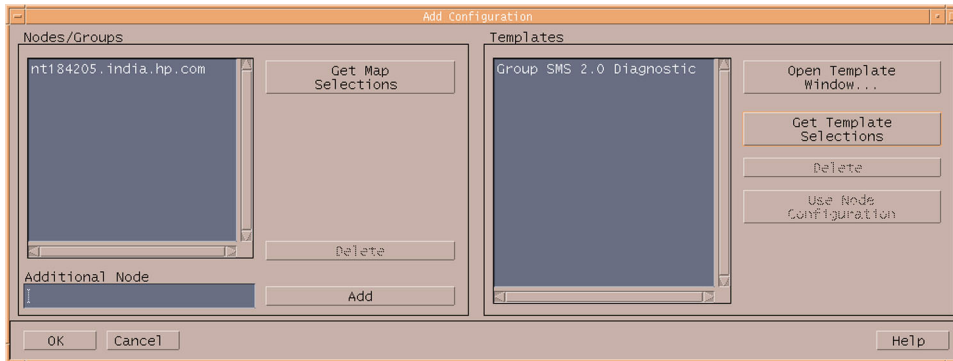 Add Configuration
Nodes/Groups
nt184205.india.hp.com
Get Map
Selections
Delete
Additional Node
Add
Templates
Group SMS 2.0 Diagnostic
Open Template
Window...
Get Template
Selections
Delete
Use Node
Configuration
OK
Cancel
Help